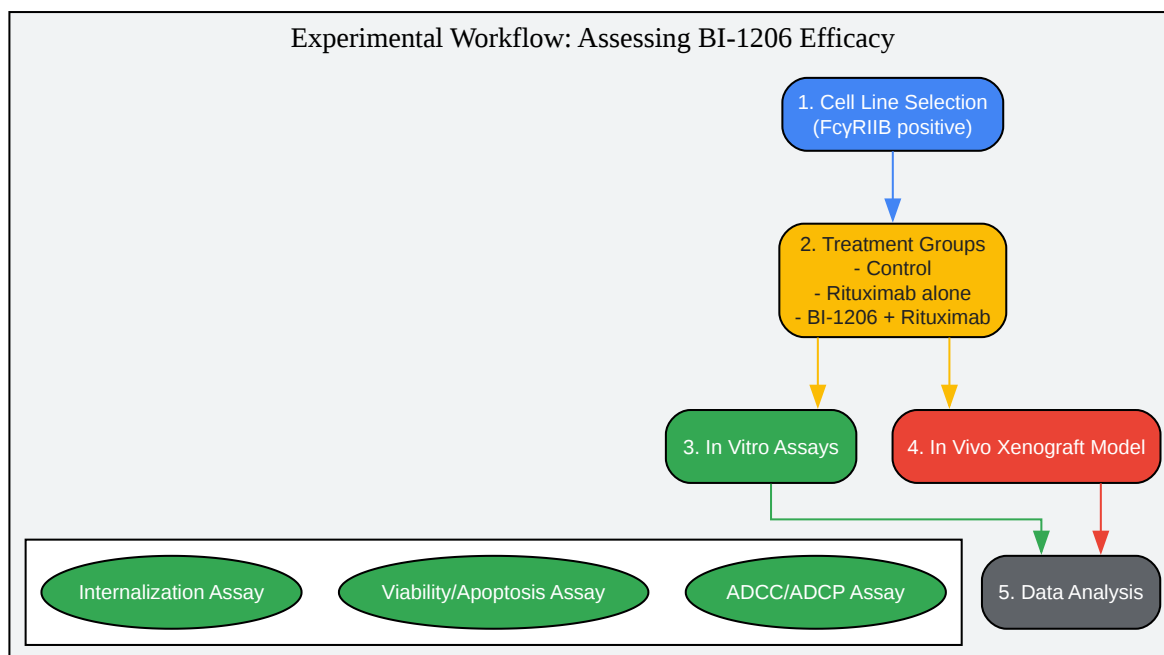 Experimental Workflow: Assessing BI-1206 Efficacy
1. Cell Line Selection
(FcγRIIB positive)
2. Treatment Groups
- Control
- Rituximab alone
- BI-1206 + Rituximab
3. In Vitro Assays
4. In Vivo Xenograft Model
Internalization Assay
Viability/Apoptosis Assay
ADCC/ADCP Assay
5. Data Analysis